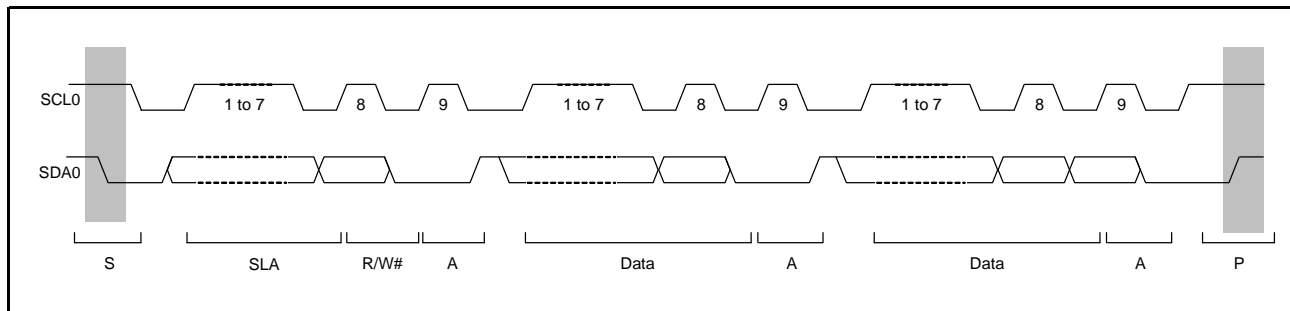 SCL0 1 to 7 8 9 1 to 7 8 9 1 to 7 8 9
SDA0
S SLA R/W# A Data A Data A P